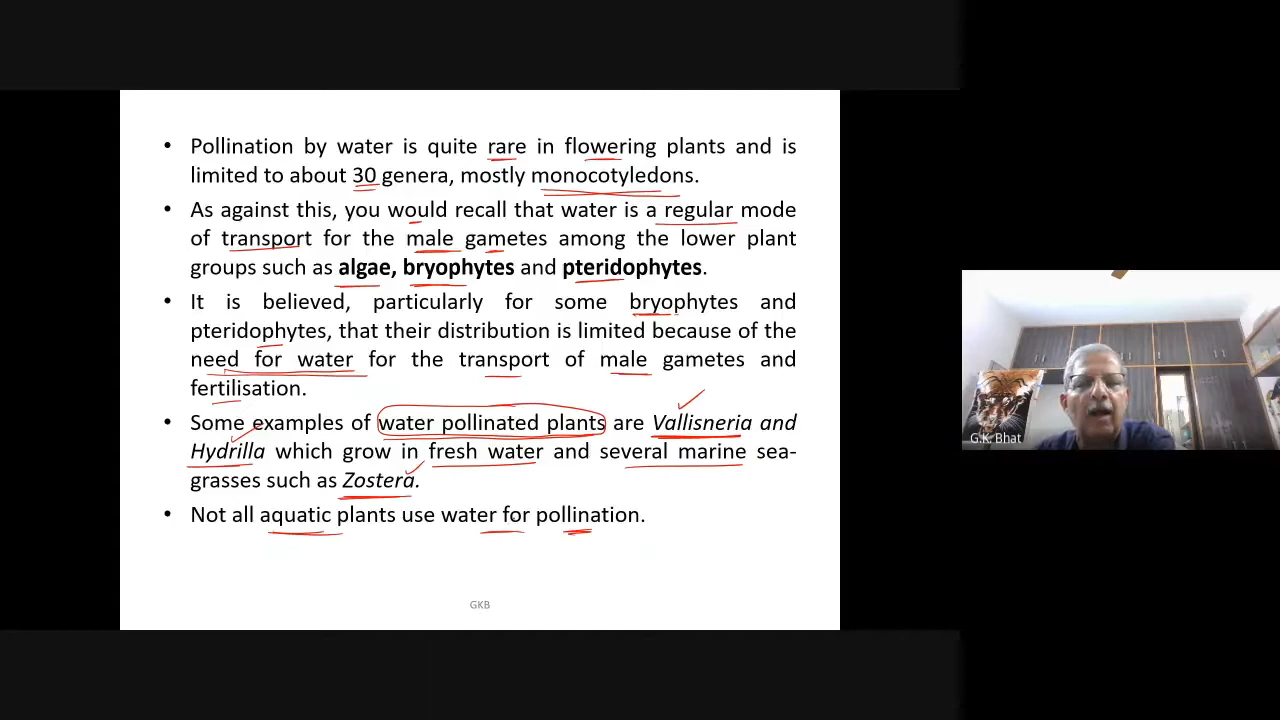 • Pollination by water is quite rare in flowering plants and is
limited to about 30 genera, mostly monocotyledons.
• As against this, you would recall that water is a regular mode
of transport for the male gametes among the lower plant
groups such as algae, bryophytes and pteridophytes.
• It is believed, particularly for some bryophytes and
pteridophytes, that their distribution is limited because of the
need for water for the transport of male gametes and
fertilisation.
• Some examples of water pollinated plants are Vallisneria and
Hydrilla which grow in fresh water and several marine sea-
grasses such as Zostera.
• Not all aquatic plants use water for pollination.
GKB
G.K. Bhat